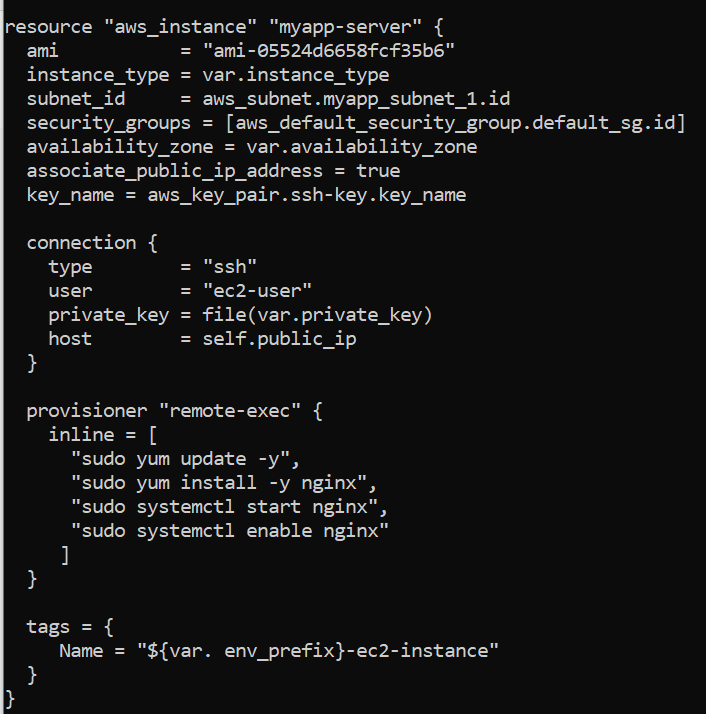 resource "aws_instance" "myapp-server" {
  ami           = "ami-05524d6658fcf35b6"
  instance_type = var.instance_type
  subnet_id     = aws_subnet.myapp_subnet_1.id
  security_groups = [aws_default_security_group.default_sg.id]
  availability_zone = var.availability_zone
  associate_public_ip_address = true
  key_name = aws_key_pair.ssh-key.key_name

  connection {
    type        = "ssh"
    user        = "ec2-user"
    private_key = file(var.private_key)
    host        = self.public_ip
  }

  provisioner "remote-exec" {
    inline = [
      "sudo yum update -y",
      "sudo yum install -y nginx",
      "sudo systemctl start nginx",
      "sudo systemctl enable nginx"
     ]
  }

  tags = {
     Name = "${var. env_prefix}-ec2-instance"
  }
}